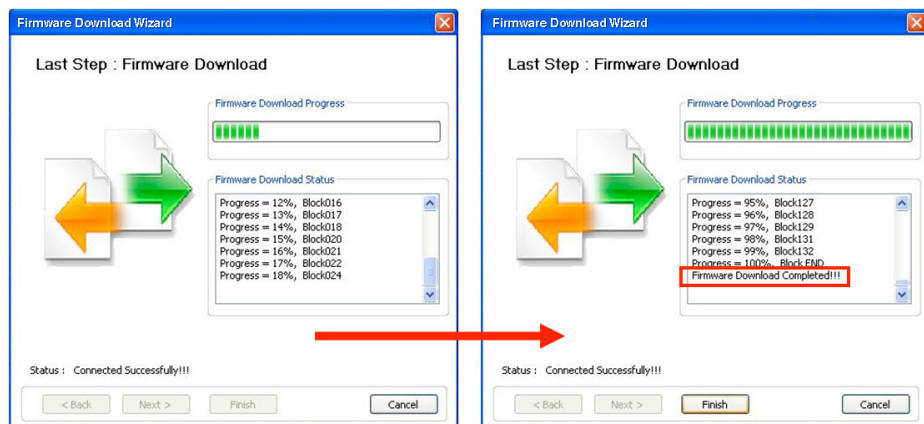 Firmware Download Wizard
Last Step : Firmware Download
Firmware Download Progress
Firmware Download Status
Progress = 12%, Block016
Progress = 13%, Block017
Progress = 14%, Block018
Progress = 15%, Block020
Progress = 16%, Block021
Progress = 17%, Block022
Progress = 18%, Block024
Status : Connected Successfully!!!
< Back
Next >
Finish
Cancel
Firmware Download Wizard
Last Step : Firmware Download
Firmware Download Progress
Firmware Download Status
Progress = 95%, Block127
Progress = 96%, Block128
Progress = 97%, Block129
Progress = 98%, Block131
Progress = 99%, Block132
Progress = 100%, Block END
Firmware Download Completed!!!
Status : Connected Successfully!!!
< Back
Next >
Finish
Cancel